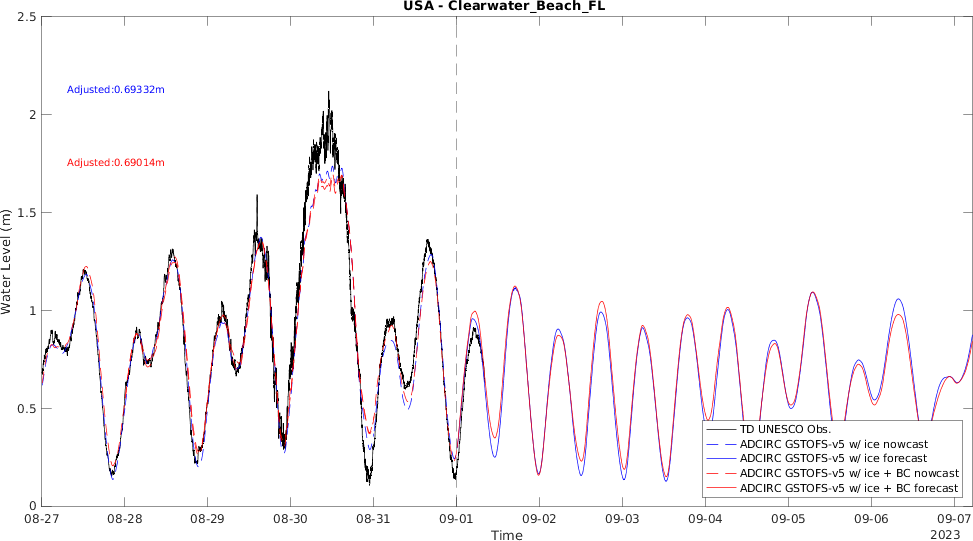 USA - Clearwater_Beach_FL
2.5
2
1.5
1
0.5
0
Water Level (m)
Adjusted:0.69332m
Adjusted:0.69014m
TD UNESCO Obs.
ADCIRC GSTOFS-v5 w/ ice nowcast
ADCIRC GSTOFS-v5 w/ ice forecast
ADCIRC GSTOFS-v5 w/ ice + BC nowcast
ADCIRC GSTOFS-v5 w/ ice + BC forecast
08-27 08-28 08-29 08-30 08-31 09-01 09-02 09-03 09-04 09-05 09-06 09-07
Time
2023